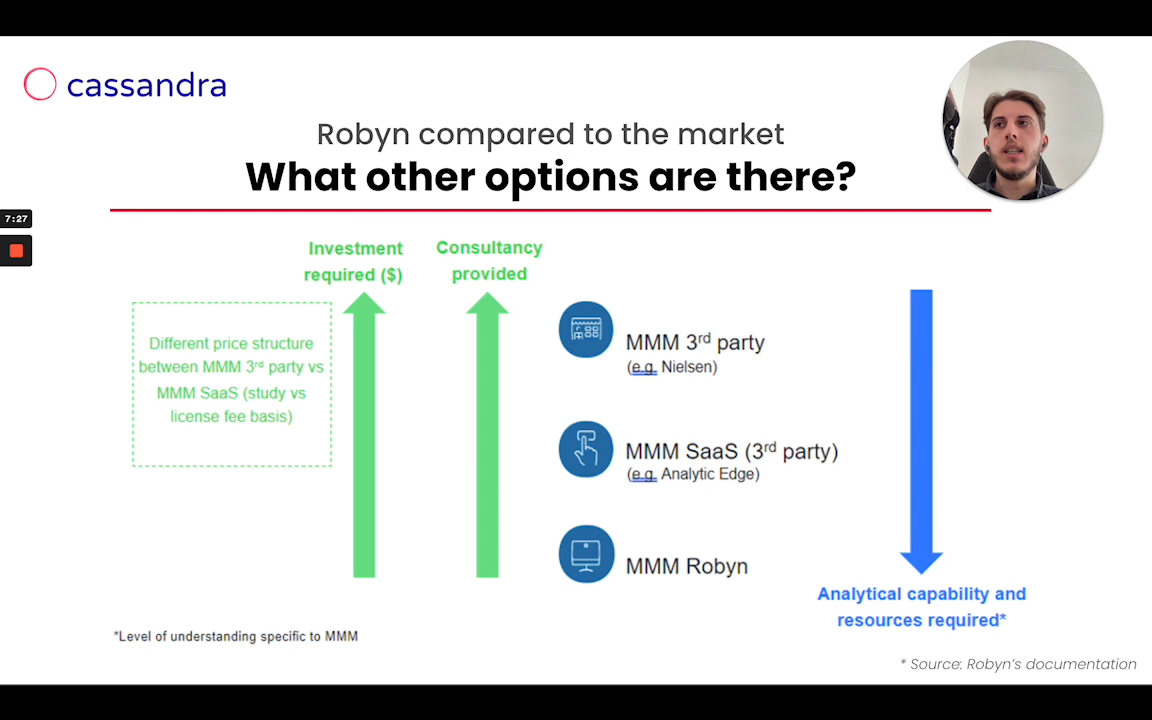 cassandra
Robyn compared to the market
What other options are there?
7:27
Investment
required ($)
Consultancy
provided
Different price structure
between MMM 3rd party vs
MMM SaaS (study vs
license fee basis)
MMM 3rd party
(e.g. Nielsen)
MMM SaaS (3rd party)
(e.g. Analytic Edge)
MMM Robyn
Analytical capability and
resources required*
*Level of understanding specific to MMM
* Source: Robyn's documentation